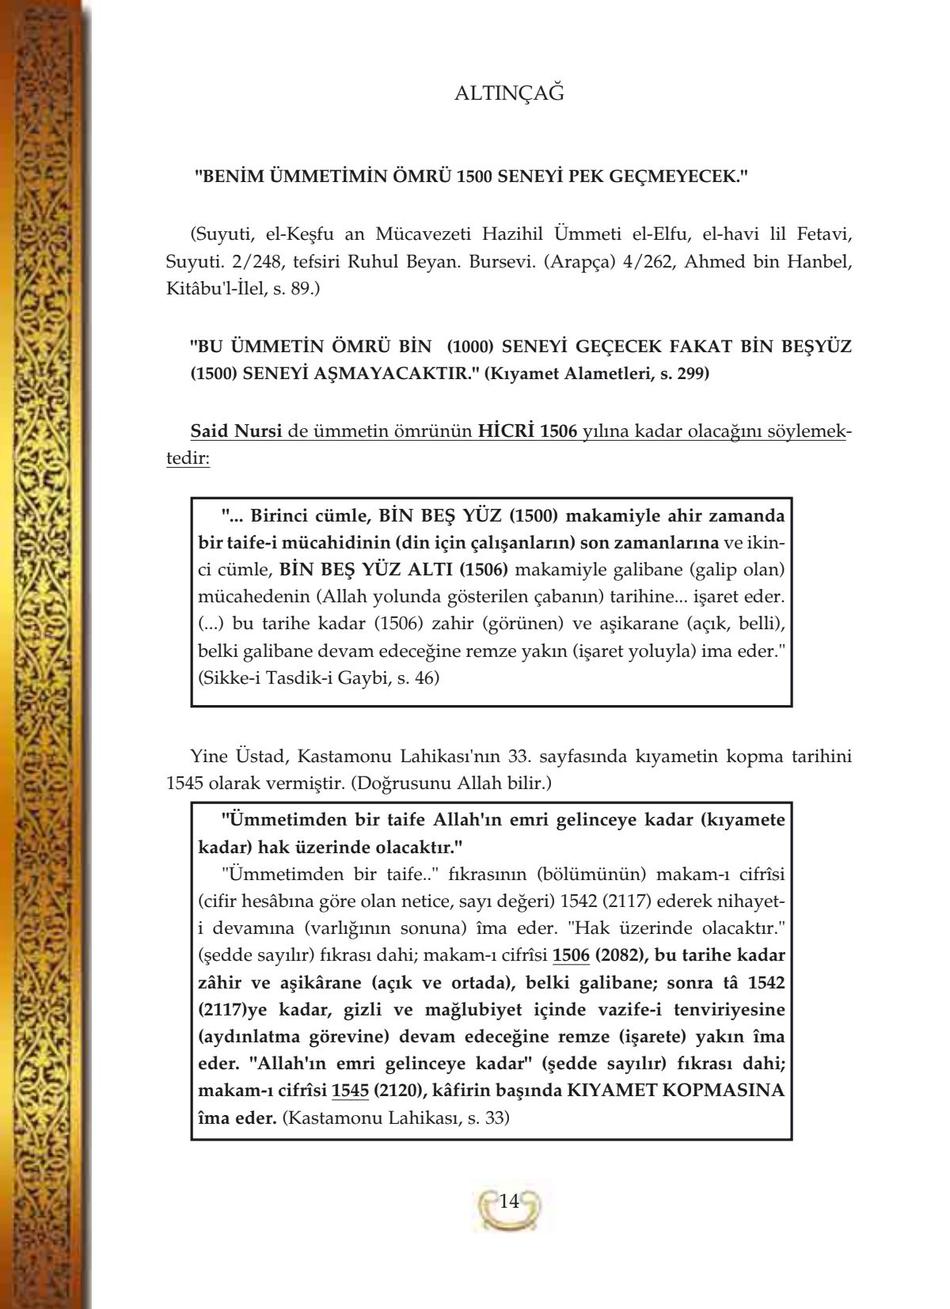 ALTINÇAĞ
"BENİM ÜMMETİMİN ÖMRÜ 1500 SENEYİ PEK GEÇMEYECEK."
(Suyuti, el-Keşfu an Mücavezeti Hazihil Ümmeti el-Elfu, el-havi lil Fetavi,
Suyuti. 2/248, tefsiri Ruhul Beyan. Bursevi. (Arapça) 4/262, Ahmed bin Hanbel,
Kitâbu'l-İlel, s. 89.)
"BU ÜMMETİN ÖMRÜ BİN (1000) SENEYİ GEÇECEK FAKAT BİN BEŞYÜZ
(1500) SENEYİ AŞMAYACAKTIR." (Kıyamet Alametleri, s. 299)
Said Nursi de ümmetin ömrünün HİCRİ 1506 yılına kadar olacağını söylemek-
tedir:
"... Birinci cümle, BİN BEŞ YÜZ (1500) makamiyle ahir zamanda
bir taife-i mücahidinin (din için çalışanların) son zamanlarına ve ikin-
ci cümle, BİN BEŞ YÜZ ALTI (1506) makamiyle galibane (galip olan)
mücahedenin (Allah yolunda gösterilen çabanın) tarihine... işaret eder.
(...) bu tarihe kadar (1506) zahir (görünen) ve aşikarane (açık, belli),
belki galibane devam edeceğine remze yakın (işaret yoluyla) ima eder."
(Sikke-i Tasdik-i Gaybi, s. 46)
Yine Üstad, Kastamonu Lahikası'nın 33. sayfasında kıyametin kopma tarihini
1545 olarak vermiştir. (Doğrusunu Allah bilir.)
"Ümmetimden bir taife Allah'ın emri gelinceye kadar (kıyamete
kadar) hak üzerinde olacaktır."
"Ümmetimden bir taife.." fıkrasının (bölümünün) makam-ı cifrîsi
(cifir hesâbına göre olan netice, sayı değeri) 1542 (2117) ederek nihayet-
i devamına (varlığının sonuna) îma eder. "Hak üzerinde olacaktır."
(şedde sayılır) fıkrası dahi; makam-ı cifrîsi 1506 (2082), bu tarihe kadar
zâhir ve aşikârane (açık ve ortada), belki galibane; sonra tâ 1542
(2117)ye kadar, gizli ve mağlubiyet içinde vazife-i tenviriyesine
(aydınlatma görevine) devam edeceğine remze (işarete) yakın îma
eder. "Allah'ın emri gelinceye kadar" (şedde sayılır) fıkrası dahi;
makam-ı cifrîsi 1545 (2120), kâfirin başında KIYAMET KOPMASINA
îma eder. (Kastamonu Lahikası, s. 33)
14